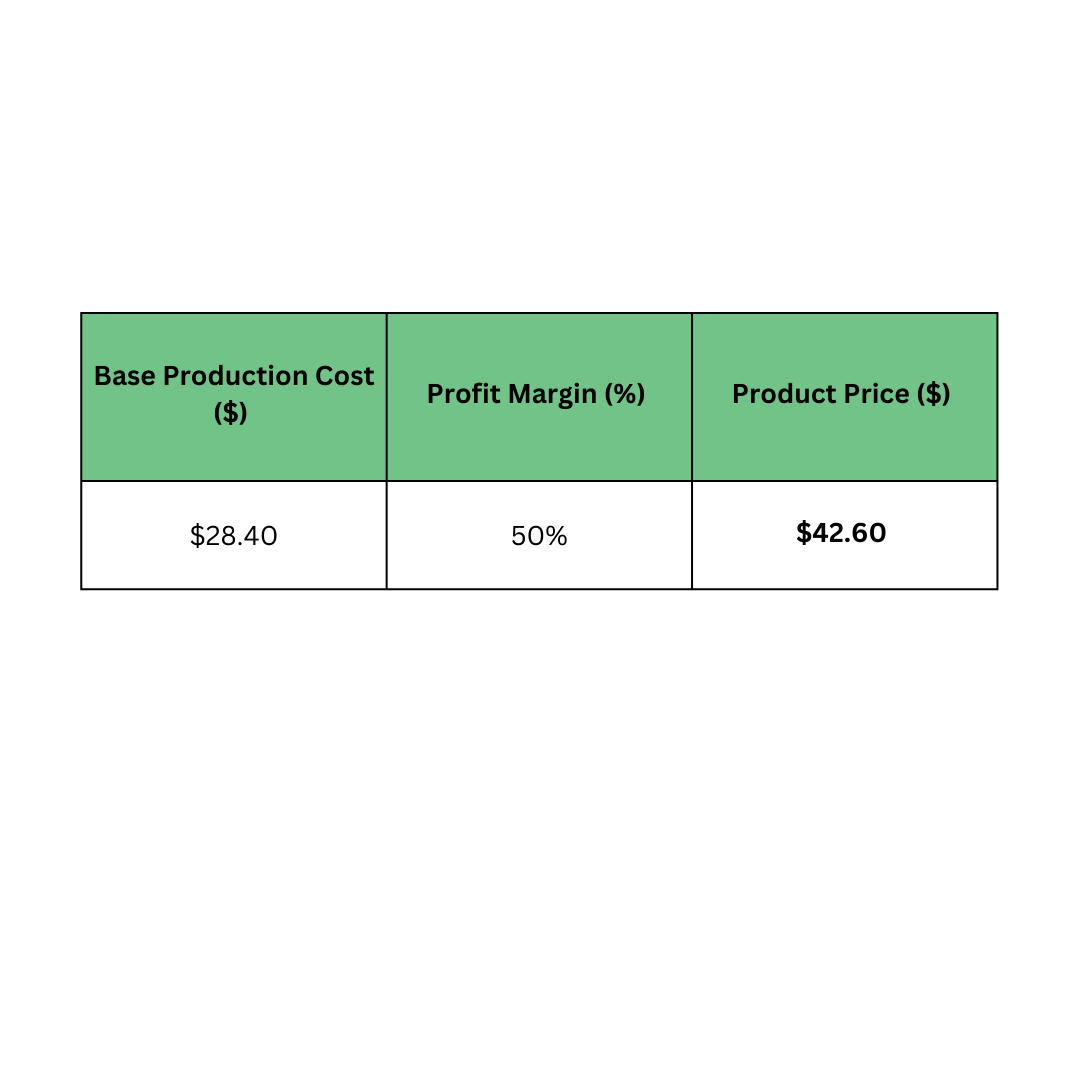 Base Production Cost
($)
Profit Margin (%)
Product Price ($)
$28.40
50%
$42.60